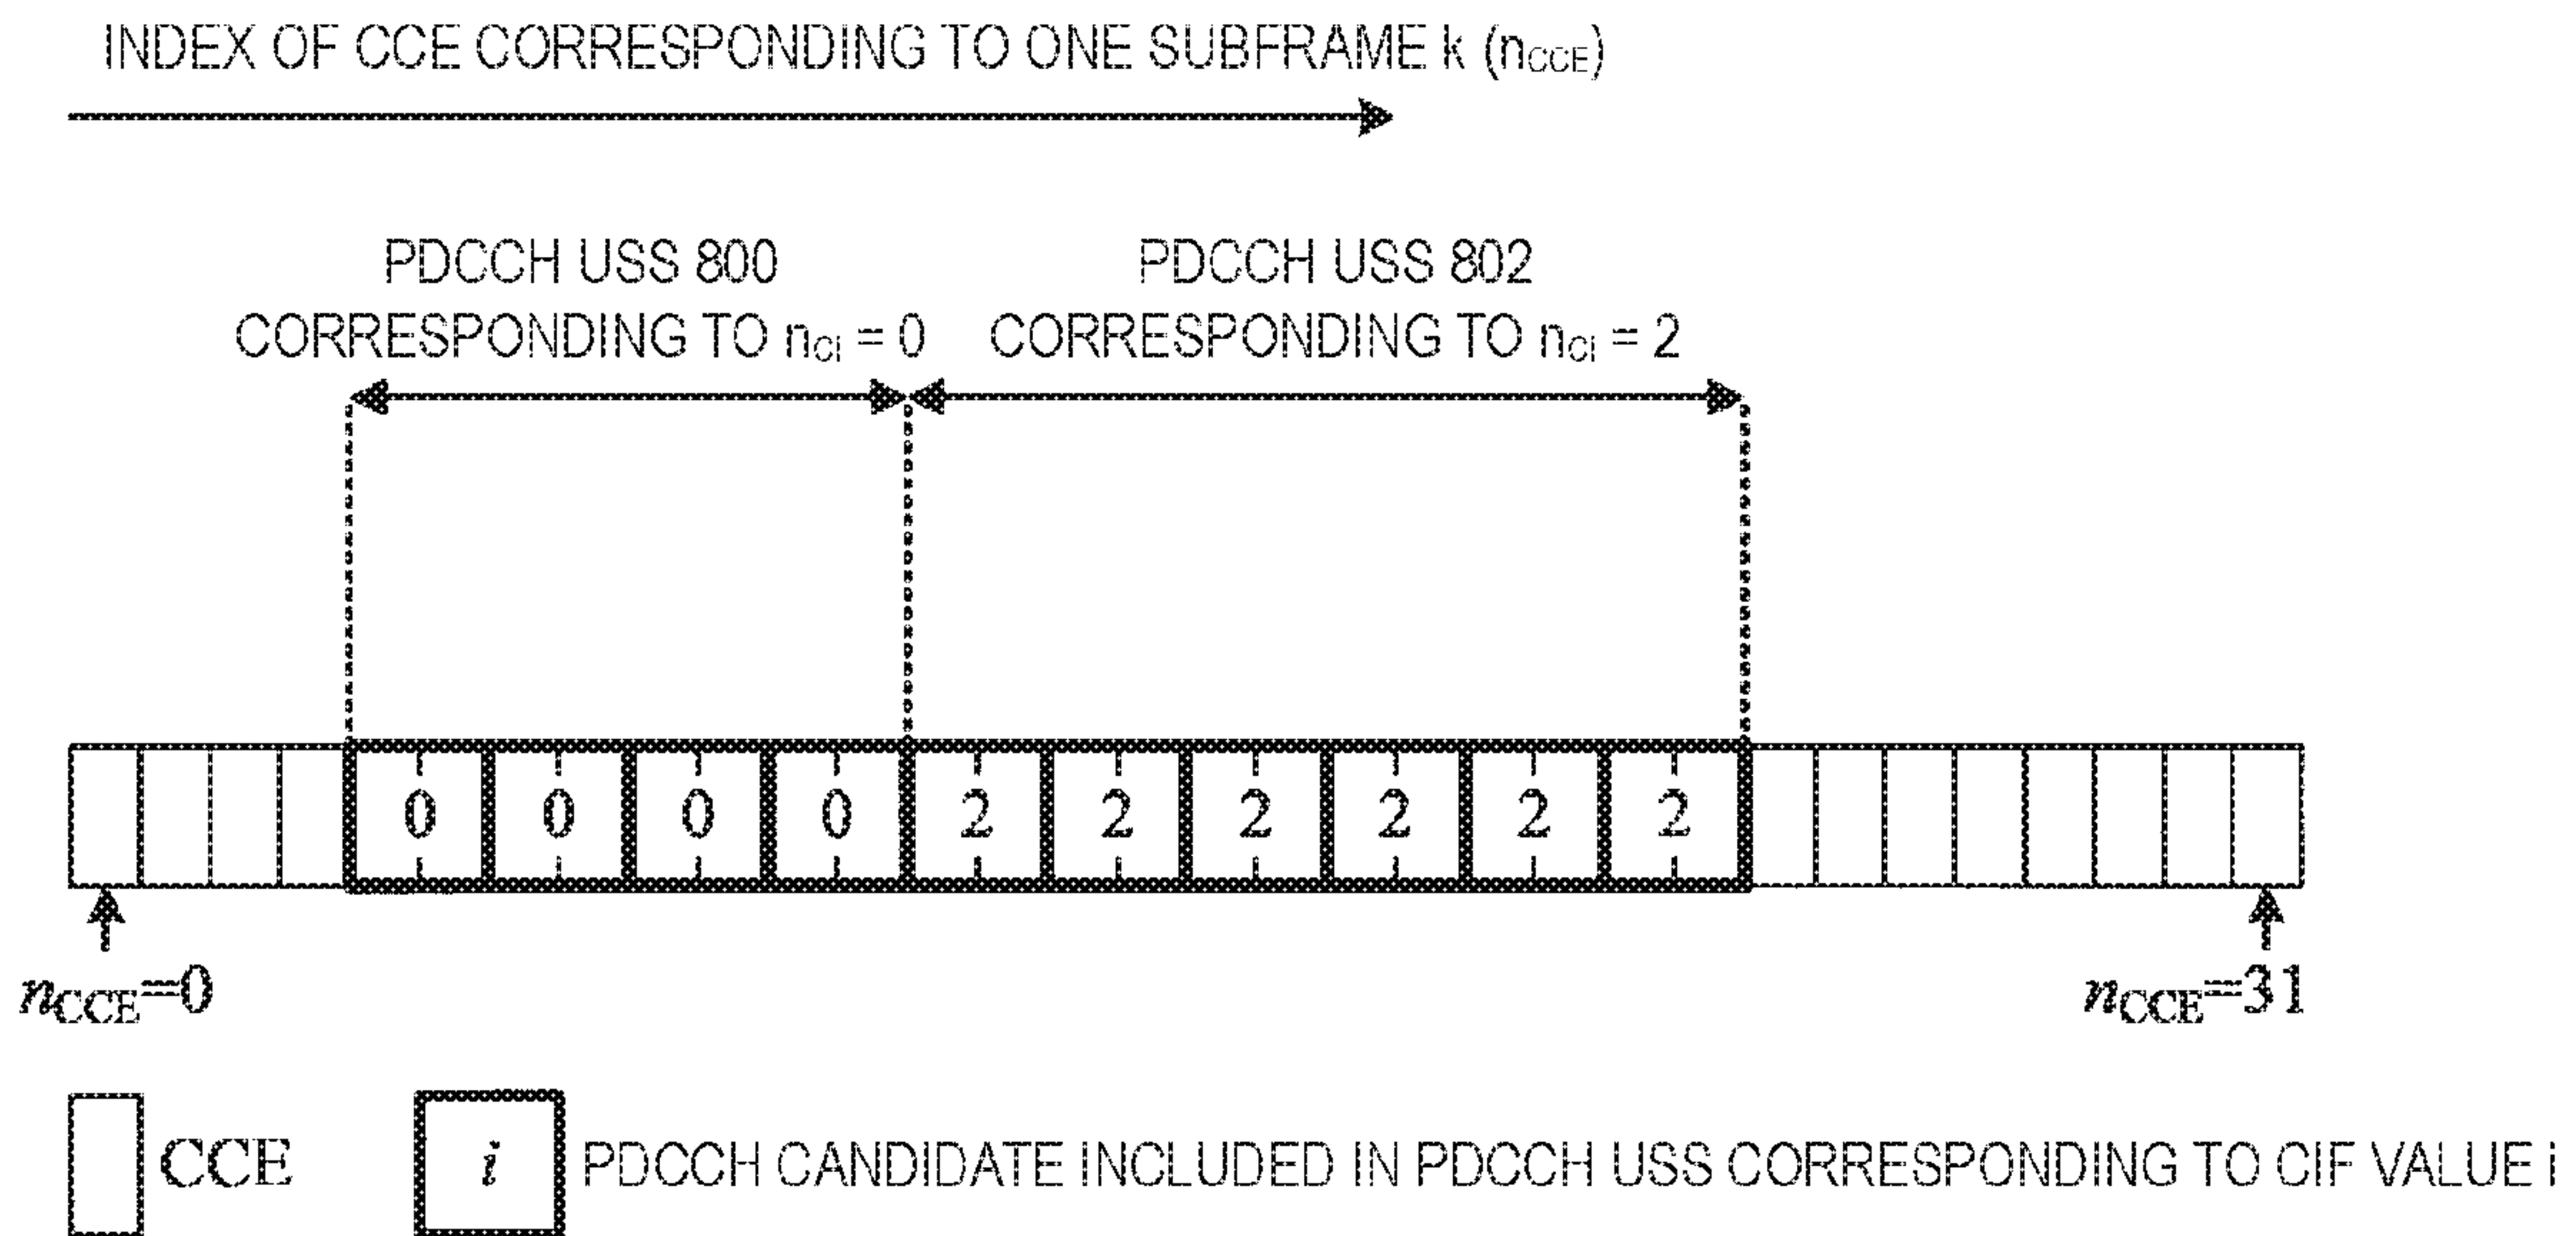 INDEX OF CCE CORRESPONDING TO ONE SUBFRAME k (nCCE)
PDCCH USS 800
CORRESPONDING TO nci = 0
PDCCH USS 802
CORRESPONDING TO nci = 2
0 0 0 0 2 2 2 2 2 2
nCCE=0
nCCE=31
CCE
i
PDCCH CANDIDATE INCLUDED IN PDCCH USS CORRESPONDING TO CIF VALUE i